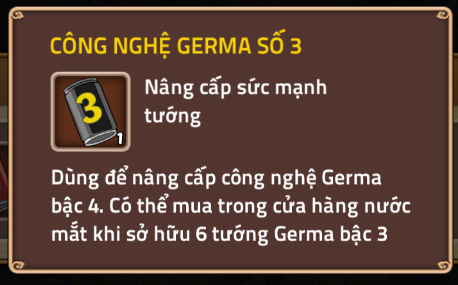 CÔNG NGHỆ GERMA SỐ 3
3
1
Nâng cấp sức mạnh
tướng
Dùng để nâng cấp công nghệ Germa
bậc 4. Có thể mua trong cửa hàng nước
mắt khi sở hữu 6 tướng Germa bậc 3